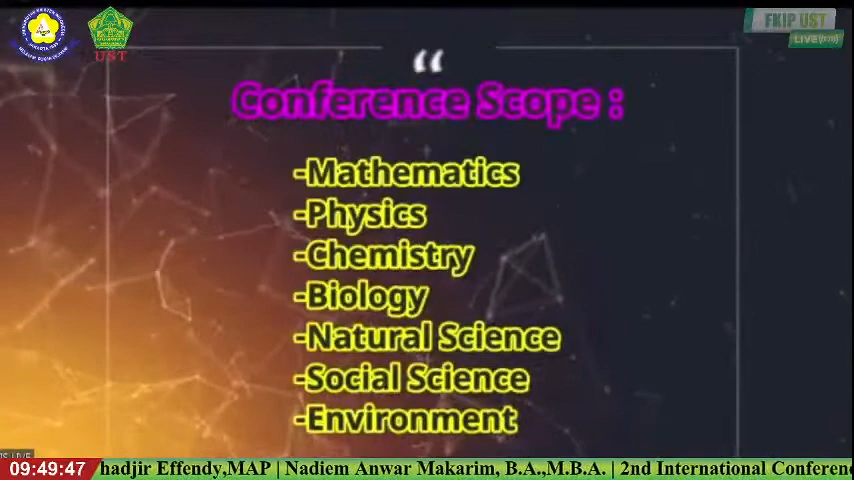 UST
FKIP UST
LIVE
“
Conference Scope :
-Mathematics
-Physics
-Chemistry
-Biology
-Natural Science
-Social Science
-Environment
09:49:47
hadjir Effendy,MAP | Nadiem Anwar Makarim, B.A.,M.B.A. | 2nd International Conferenc